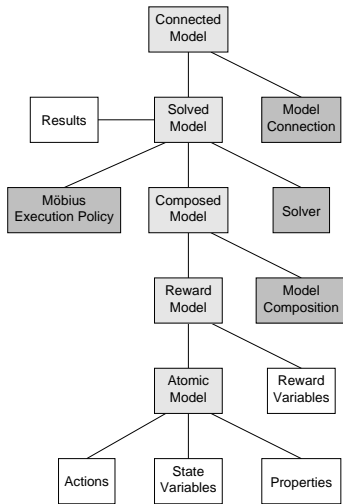 Connected
Model
Results
Solved
Model
Model
Connection
Möbius
Execution Policy
Composed
Model
Solver
Reward
Model
Model
Composition
Atomic
Model
Reward
Variables
Actions
State
Variables
Properties